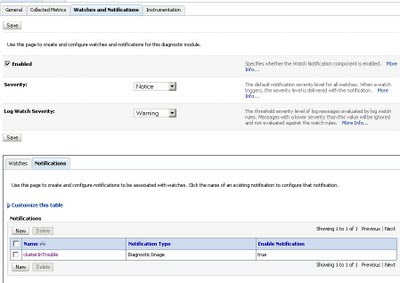 General
Collected Metrics
Watches and Notifications
Instrumentation
Save
Use this page to create and configure watches and notifications for this diagnostic module.
Enabled
Specifies whether the Watch Notification component is enabled. More Info...
Severity:
Notice
The default notification severity level for all watches. When a watch triggers, the severity level is delivered with the notification. More Info...
Log Watch Severity:
Warning
The threshold severity level of log messages evaluated by log watch rules. Messages with a lower severity than this value will be ignored and not evaluated against the watch rules. More Info...
Save
Watches
Notifications
Use this page to create and configure notifications to be associated with watches. Click the name of an existing notification to configure that notification.
Customize this table
Notifications
New Delete
Showing 1 to 1 of 1 Previous | Next
Name
Notification Type
Enable Notification
clusterInTrouble
Diagnostic Image
true
New Delete
Showing 1 to 1 of 1 Previous | Next